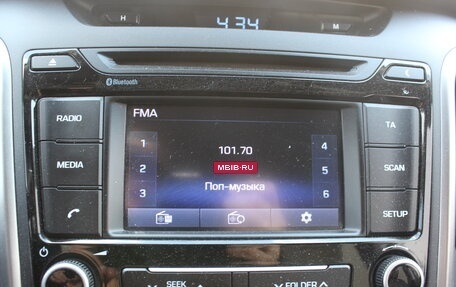 H
4:34
M
Bluetooth
RADIO
FMA
TA
1
101.70
4
MEDIA
2
MEIB·RU
5
SCAN
3
Поп-музыка
6
SETUP
SEEK
FOLDER